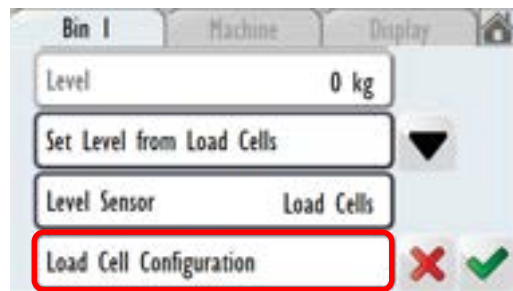 Bin 1 Machine Display
Level 0 kg
Set Level from Load Cells
Level Sensor Load Cells
Load Cell Configuration